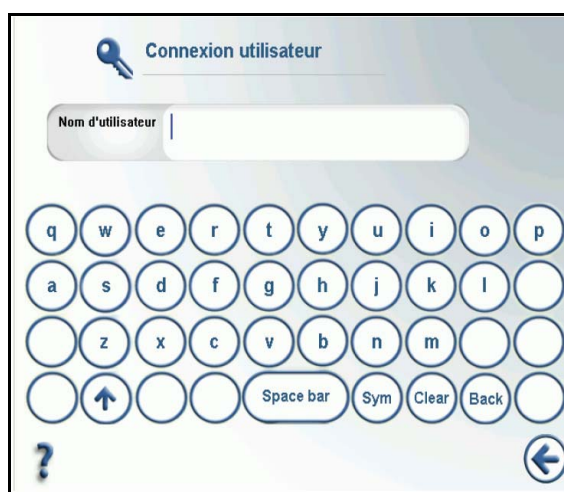 Connexion utilisateur
Nom d'utilisateur
q w e r t y u i o p
a s d f g h j k l
z x c v b n m
Space bar Sym Clear Back
?